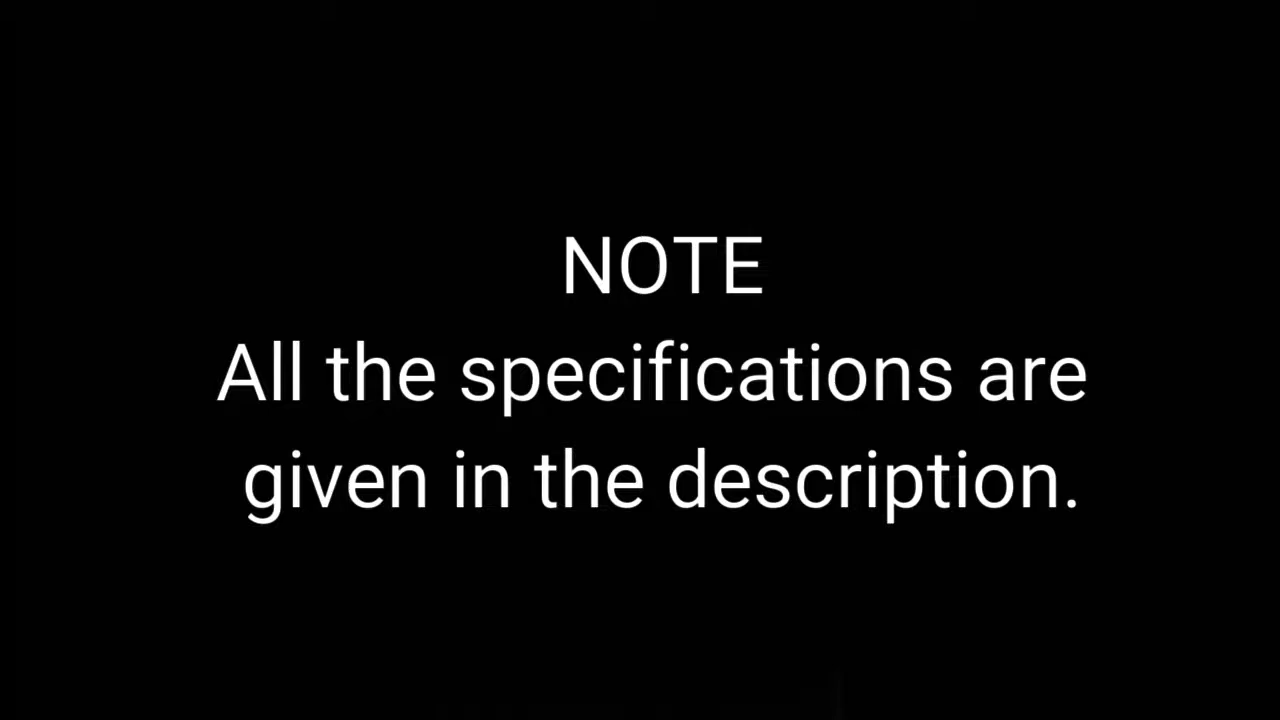 NOTE
All the specifications are
given in the description.